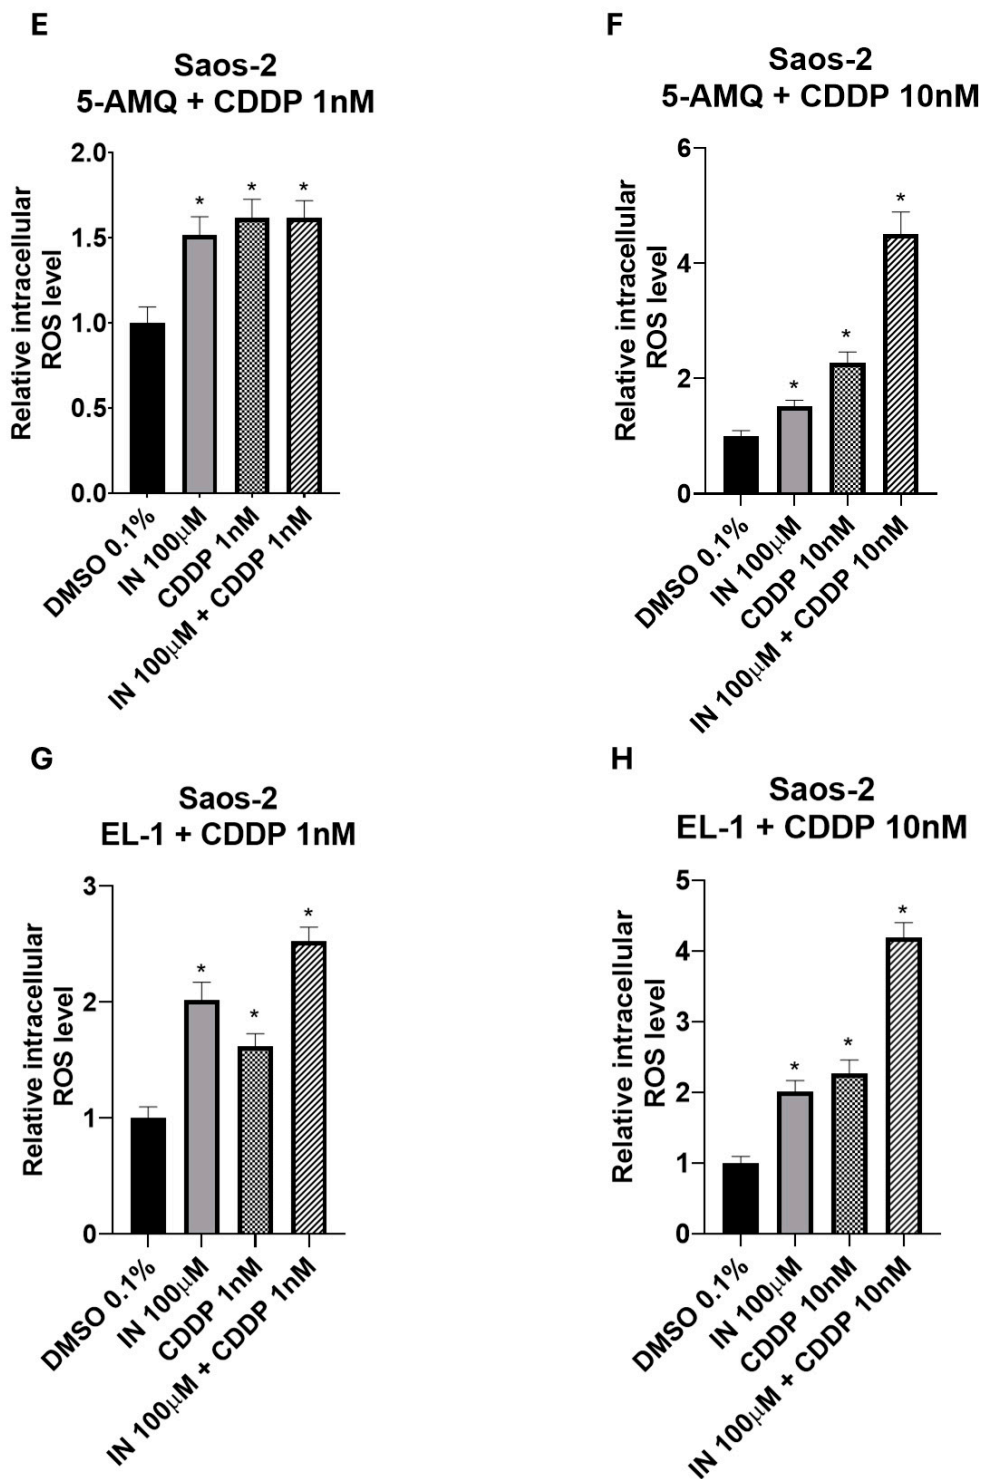 E
Saos-2
5-AMQ + CDDP 1nM
Relative intracellular
ROS level
2.0
1.5
1.0
0.5
0.0
*
*
*
DMSO 0.1%
IN 100μM
CDDP 1nM
IN 100μM + CDDP 1nM
F
Saos-2
5-AMQ + CDDP 10nM
Relative intracellular
ROS level
6
4
2
0
*
*
*
DMSO 0.1%
IN 100μM
CDDP 10nM
IN 100μM + CDDP 10nM
G
Saos-2
EL-1 + CDDP 1nM
Relative intracellular
ROS level
3
2
1
0
*
*
*
DMSO 0.1%
IN 100μM
CDDP 1nM
IN 100μM + CDDP 1nM
H
Saos-2
EL-1 + CDDP 10nM
Relative intracellular
ROS level
5
4
3
2
1
0
*
*
*
DMSO 0.1%
IN 100μM
CDDP 10nM
IN 100μM + CDDP 10nM